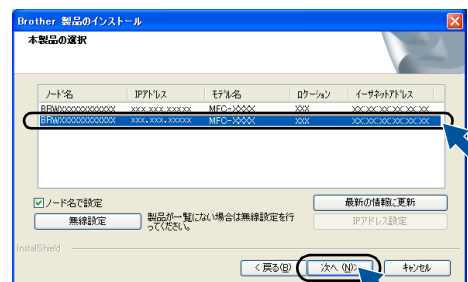 Brother 製品のインストール
本製品の選択
ノード名 IPアドレス モデル名 ロケーション イーサネットアドレス
BRWXXXXXXXXXXXX XXX.XXX.XXXXX MFC-XXXX XXX XX:XX:XX:XX:XX:XX
BRWXXXXXXXXXXXX XXX.XXX.XXXXX MFC-XXXX XXX XX:XX:XX:XX:XX:XX
ノード名で設定 最新の情報に更新
無線設定 製品が一覧にない場合は無線設定を行 IPアドレス設定
ってください。
InstallShield
< 戻る(B) 次へ (N)> キャンセル